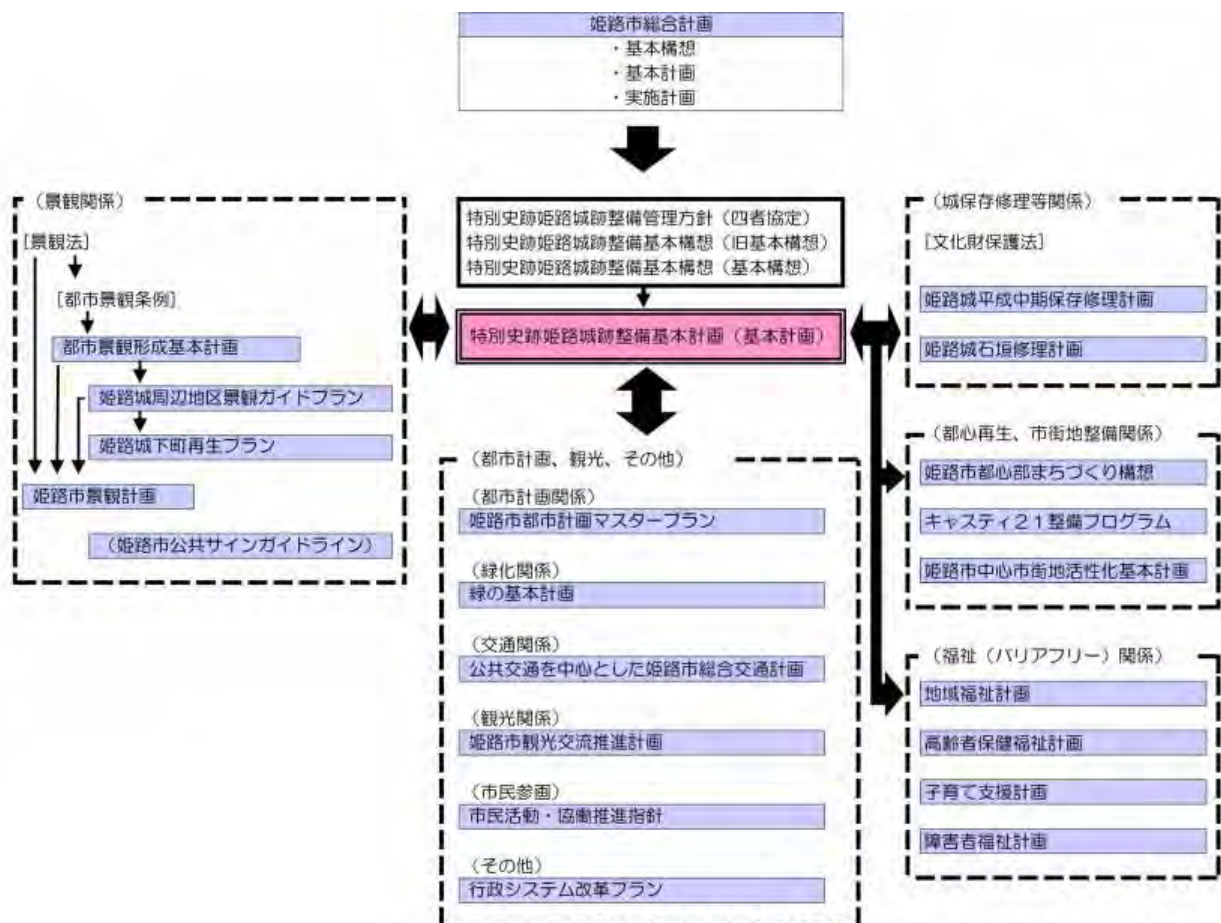 姫路市総合計画
・基本構想
・基本計画
・実施計画
特別史跡姫路城跡整備管理方針（四者協定）
特別史跡姫路城跡整備基本構想（旧基本構想）
特別史跡姫路城跡整備基本構想（基本構想）
特別史跡姫路城跡整備基本計画（基本計画）
（景観関係）
[景観法]
[都市景観条例]
都市景観形成基本計画
姫路城周辺地区景観ガイドプラン
姫路城下町再生プラン
姫路市景観計画
（姫路市公共サインガイドライン）
（都市計画、観光、その他）
（都市計画関係）
姫路市都市計画マスタープラン
（緑化関係）
緑の基本計画
（交通関係）
公共交通を中心とした姫路市総合交通計画
（観光関係）
姫路市観光交流推進計画
（市民参画）
市民活動・協働推進指針
（その他）
行政システム改革プラン
（城保存修理等関係）
[文化財保護法]
姫路城平成中期保存修理計画
姫路城石垣修理計画
（都心再生、市街地整備関係）
姫路市都心部まちづくり構想
キャスティ２１整備プログラム
姫路市中心市街地活性化基本計画
（福祉（バリアフリー）関係）
地域福祉計画
高齢者保健福祉計画
子育て支援計画
障害者福祉計画